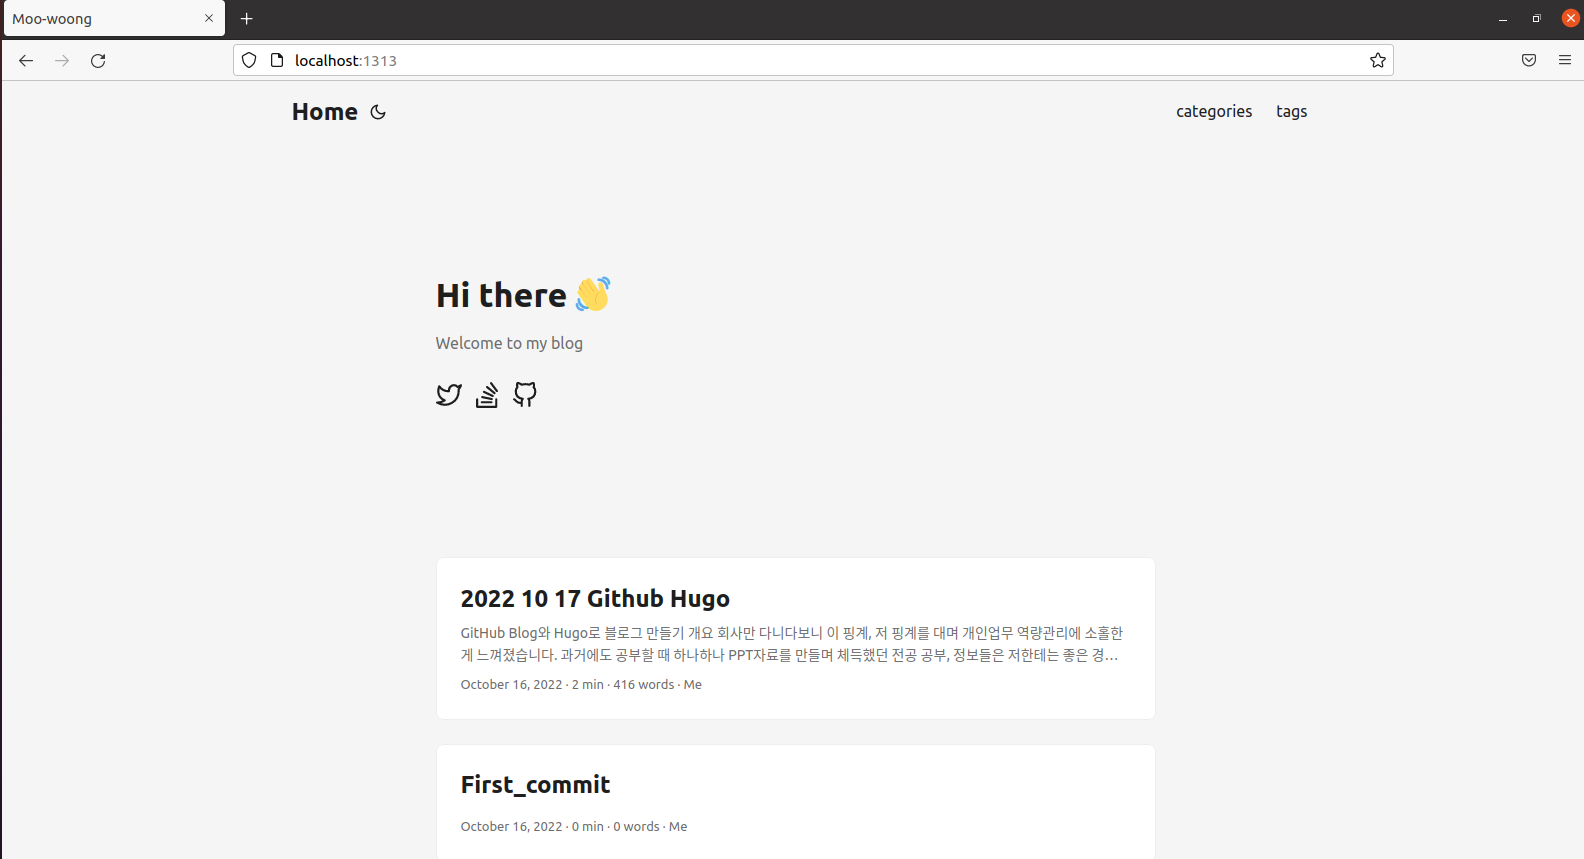 Moo-woong
localhost:1313
Home
categories tags
Hi there 👋
Welcome to my blog
2022 10 17 Github Hugo
GitHub Blog와 Hugo로 블로그 만들기 개요 회사만 다니다보니 이 핑계, 저 핑계를 대며 개인업무 역량관리에 소홀한
게 느껴졌습니다. 과거에도 공부할 때 하나하나 PPT자료를 만들며 체득했던 전공 공부, 정보들은 저한테는 좋은 경…
October 16, 2022 · 2 min · 416 words · Me
First_commit
October 16, 2022 · 0 min · 0 words · Me